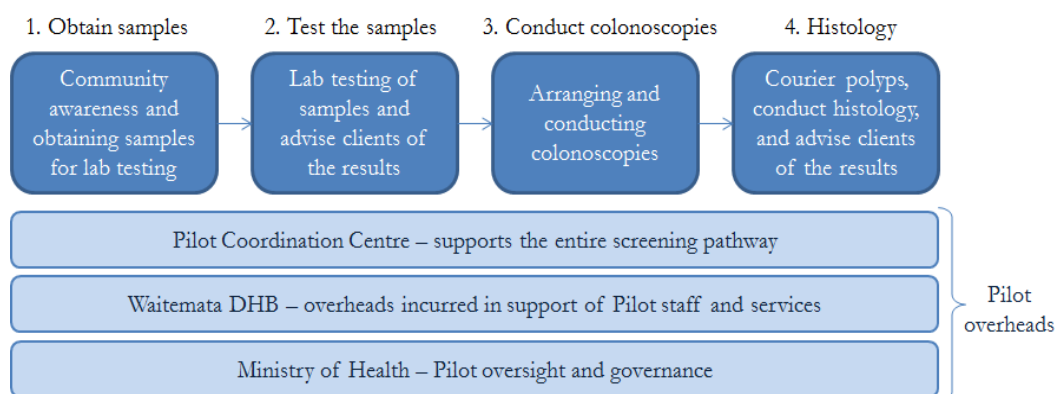 1. Obtain samples
2. Test the samples
3. Conduct colonoscopies
4. Histology
Community
awareness and
obtaining samples
for lab testing
Lab testing of
samples and
advise clients of
the results
Arranging and
conducting
colonoscopies
Courier polyps,
conduct histology,
and advise clients
of the results
Pilot Coordination Centre – supports the entire screening pathway
Waitemata DHB – overheads incurred in support of Pilot staff and services
Ministry of Health – Pilot oversight and governance
Pilot
overheads